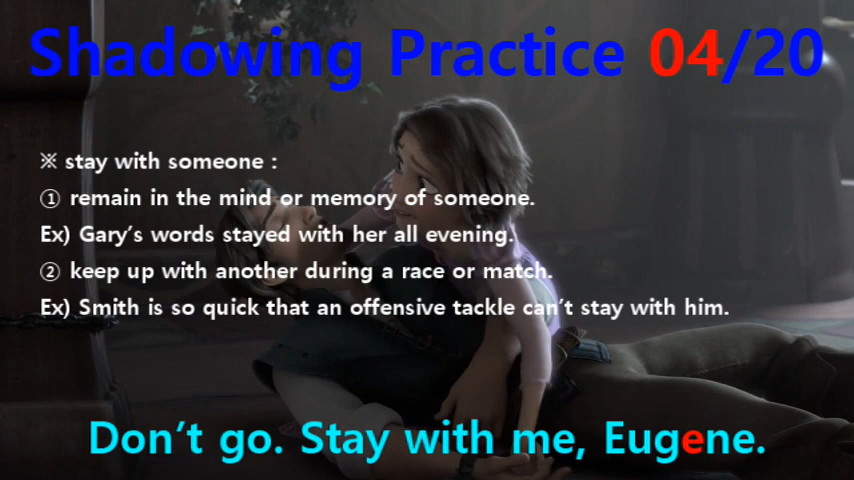 Shadowing Practice 04/20
※ stay with someone :
① remain in the mind or memory of someone.
Ex) Gary’s words stayed with her all evening.
② keep up with another during a race or match.
Ex) Smith is so quick that an offensive tackle can’t stay with him.
Don’t go. Stay with me, Eugene.